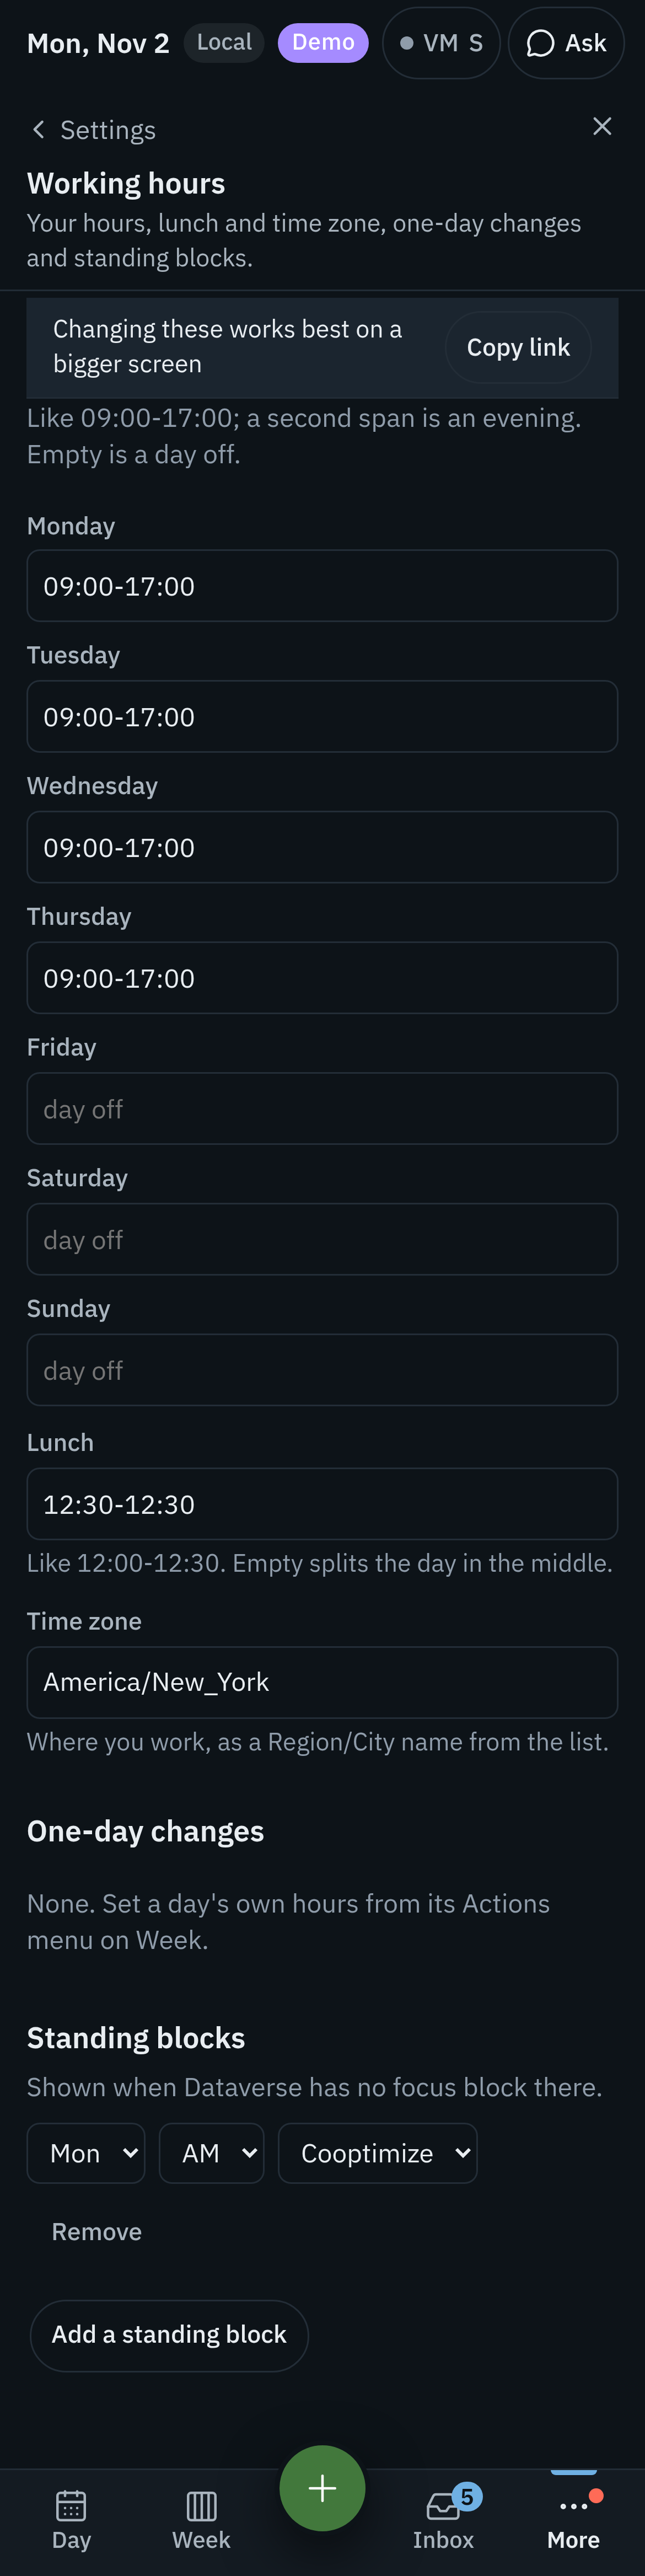 Mon, Nov 2 Local Demo VM S Ask
Settings
Working hours
Your hours, lunch and time zone, one-day changes
and standing blocks.
Changing these works best on a
bigger screen
Copy link
Like 09:00-17:00; a second span is an evening.
Empty is a day off.
Monday
09:00-17:00
Tuesday
09:00-17:00
Wednesday
09:00-17:00
Thursday
09:00-17:00
Friday
day off
Saturday
day off
Sunday
day off
Lunch
12:30-12:30
Like 12:00-12:30. Empty splits the day in the middle.
Time zone
America/New_York
Where you work, as a Region/City name from the list.
One-day changes
None. Set a day's own hours from its Actions
menu on Week.
Standing blocks
Shown when Dataverse has no focus block there.
Mon AM Cooptimize
Remove
Add a standing block
5
Day Week Inbox More